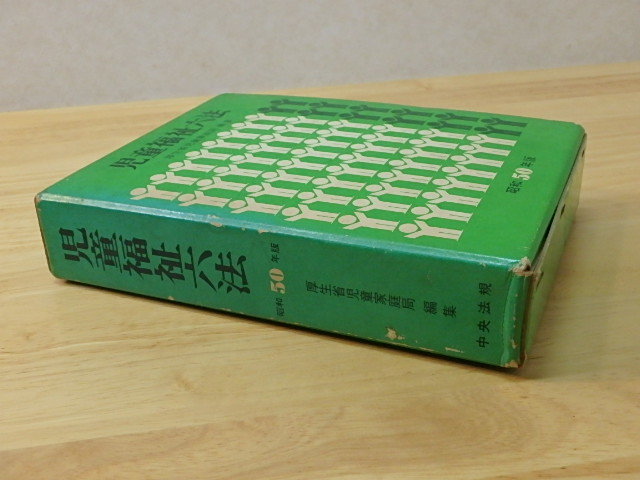 児童福祉六法
昭和50年版
児童福祉六法
昭和50年版
厚生省児童家庭局 編集
中央法規